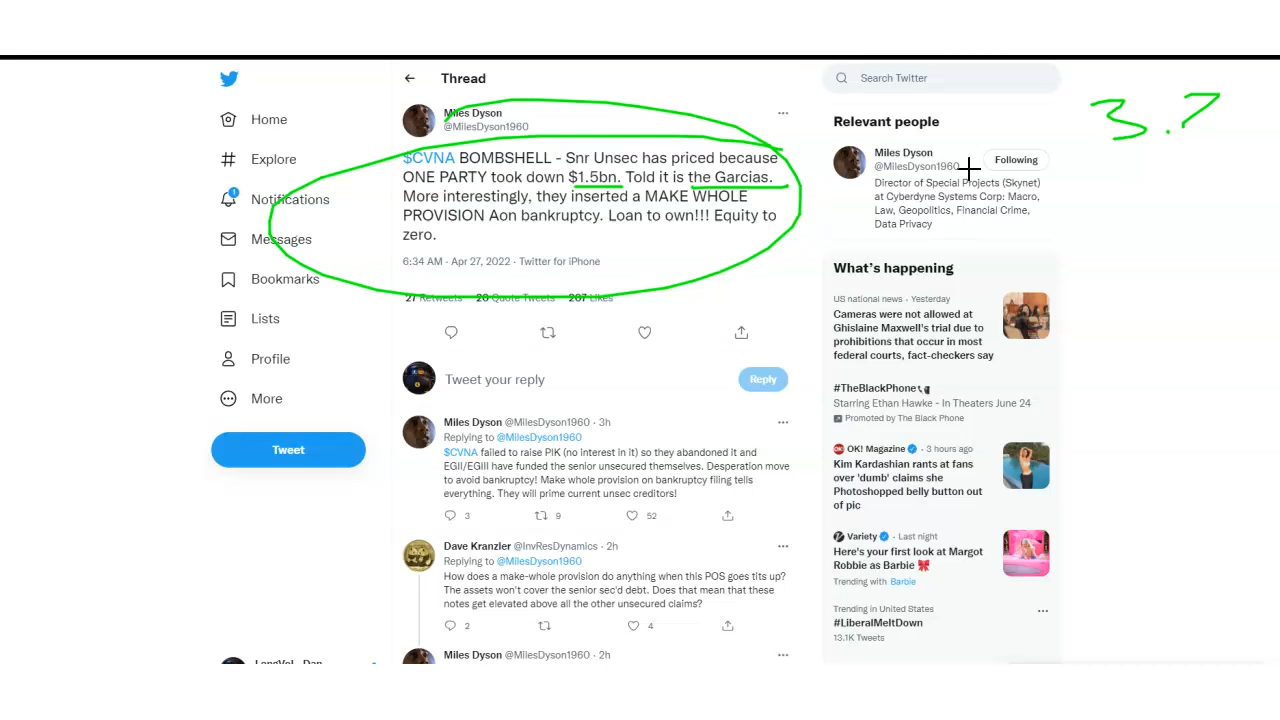 Thread
Search Twitter
3.?
Home
Explore
1
Notifications
Messages
Bookmarks
Lists
Profile
More
Tweet
Miles Dyson
@MilesDyson1960
$CVNA BOMBSHELL - Snr Unsec has priced because
ONE PARTY took down $1.5bn. Told it is the Garcias.
More interestingly, they inserted a MAKE WHOLE
PROVISION Aon bankruptcy. Loan to own!!! Equity to
zero.
6:34 AM · Apr 27, 2022 · Twitter for iPhone
27 Retweets 20 Quote Tweets 207 Likes
Tweet your reply
Reply
Miles Dyson @MilesDyson1960 · 3h
Replying to @MilesDyson1960
$CVNA failed to raise PIK (no interest in it) so they abandoned it and
EGII/EGIII have funded the senior unsecured themselves. Desperation move
to avoid bankruptcy! Make whole provision on bankruptcy filing tells
everything. They will prime current unsec creditors!
3 9 52
Dave Kranzler @InvResDynamics · 2h
Replying to @MilesDyson1960
How does a make-whole provision do anything when this POS goes tits up?
The assets won't cover the senior sec'd debt. Does that mean that these
notes get elevated above all the other unsecured claims?
2 4
Miles Dyson @MilesDyson1960 · 2h
Relevant people
Miles Dyson
@MilesDyson1960
Following
Director of Special Projects (Skynet)
at Cyberdyne Systems Corp: Macro,
Law, Geopolitics, Financial Crime,
Data Privacy
What's happening
US national news · Yesterday
Cameras were not allowed at
Ghislaine Maxwell's trial due to
prohibitions that occur in most
federal courts, fact-checkers say
#TheBlackPhone
Starring Ethan Hawke - In Theaters June 24
Promoted by The Black Phone
OK! Magazine · 3 hours ago
Kim Kardashian rants at fans
over 'dumb' claims she
Photoshopped belly button out
of pic
Variety · Last night
Here's your first look at Margot
Robbie as Barbie
Trending with Barbie
Trending in United States
#LiberalMeltDown
13.1K Tweets